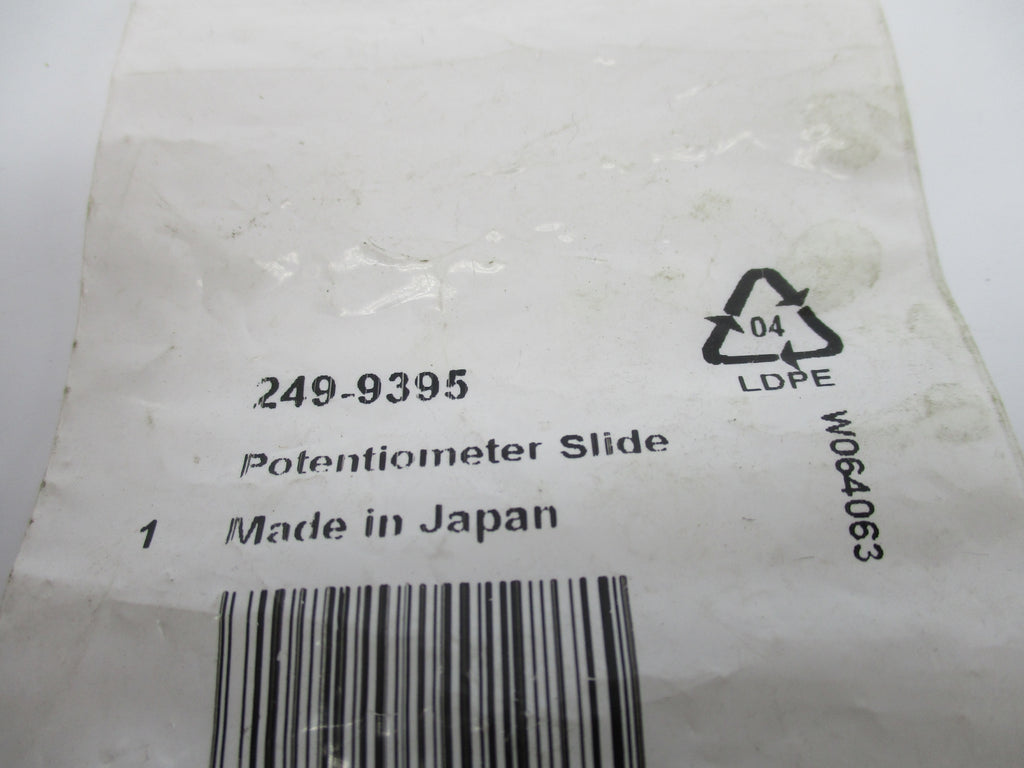 04
LDPE
249-9395
Potentiometer Slide
1 Made in Japan
W064063